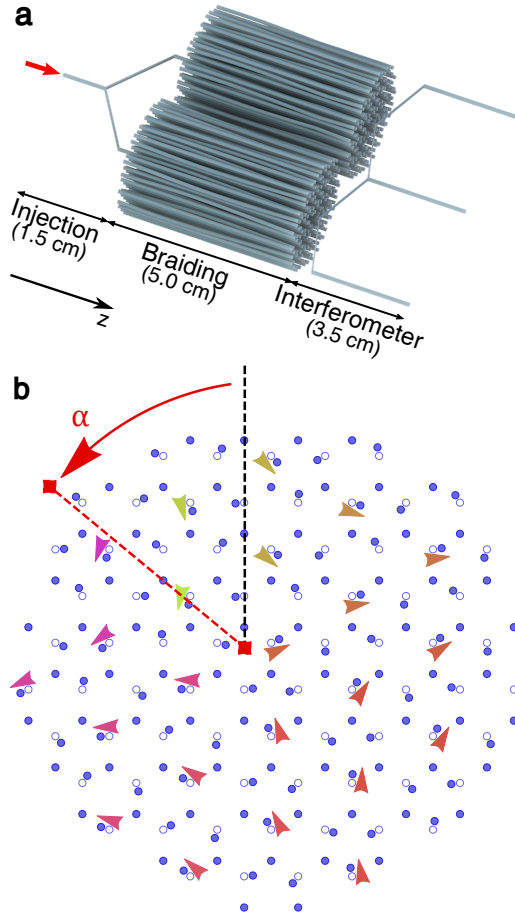 a
Injection
(1.5 cm)
Braiding
(5.0 cm)
Interferometer
(3.5 cm)
z
b
α